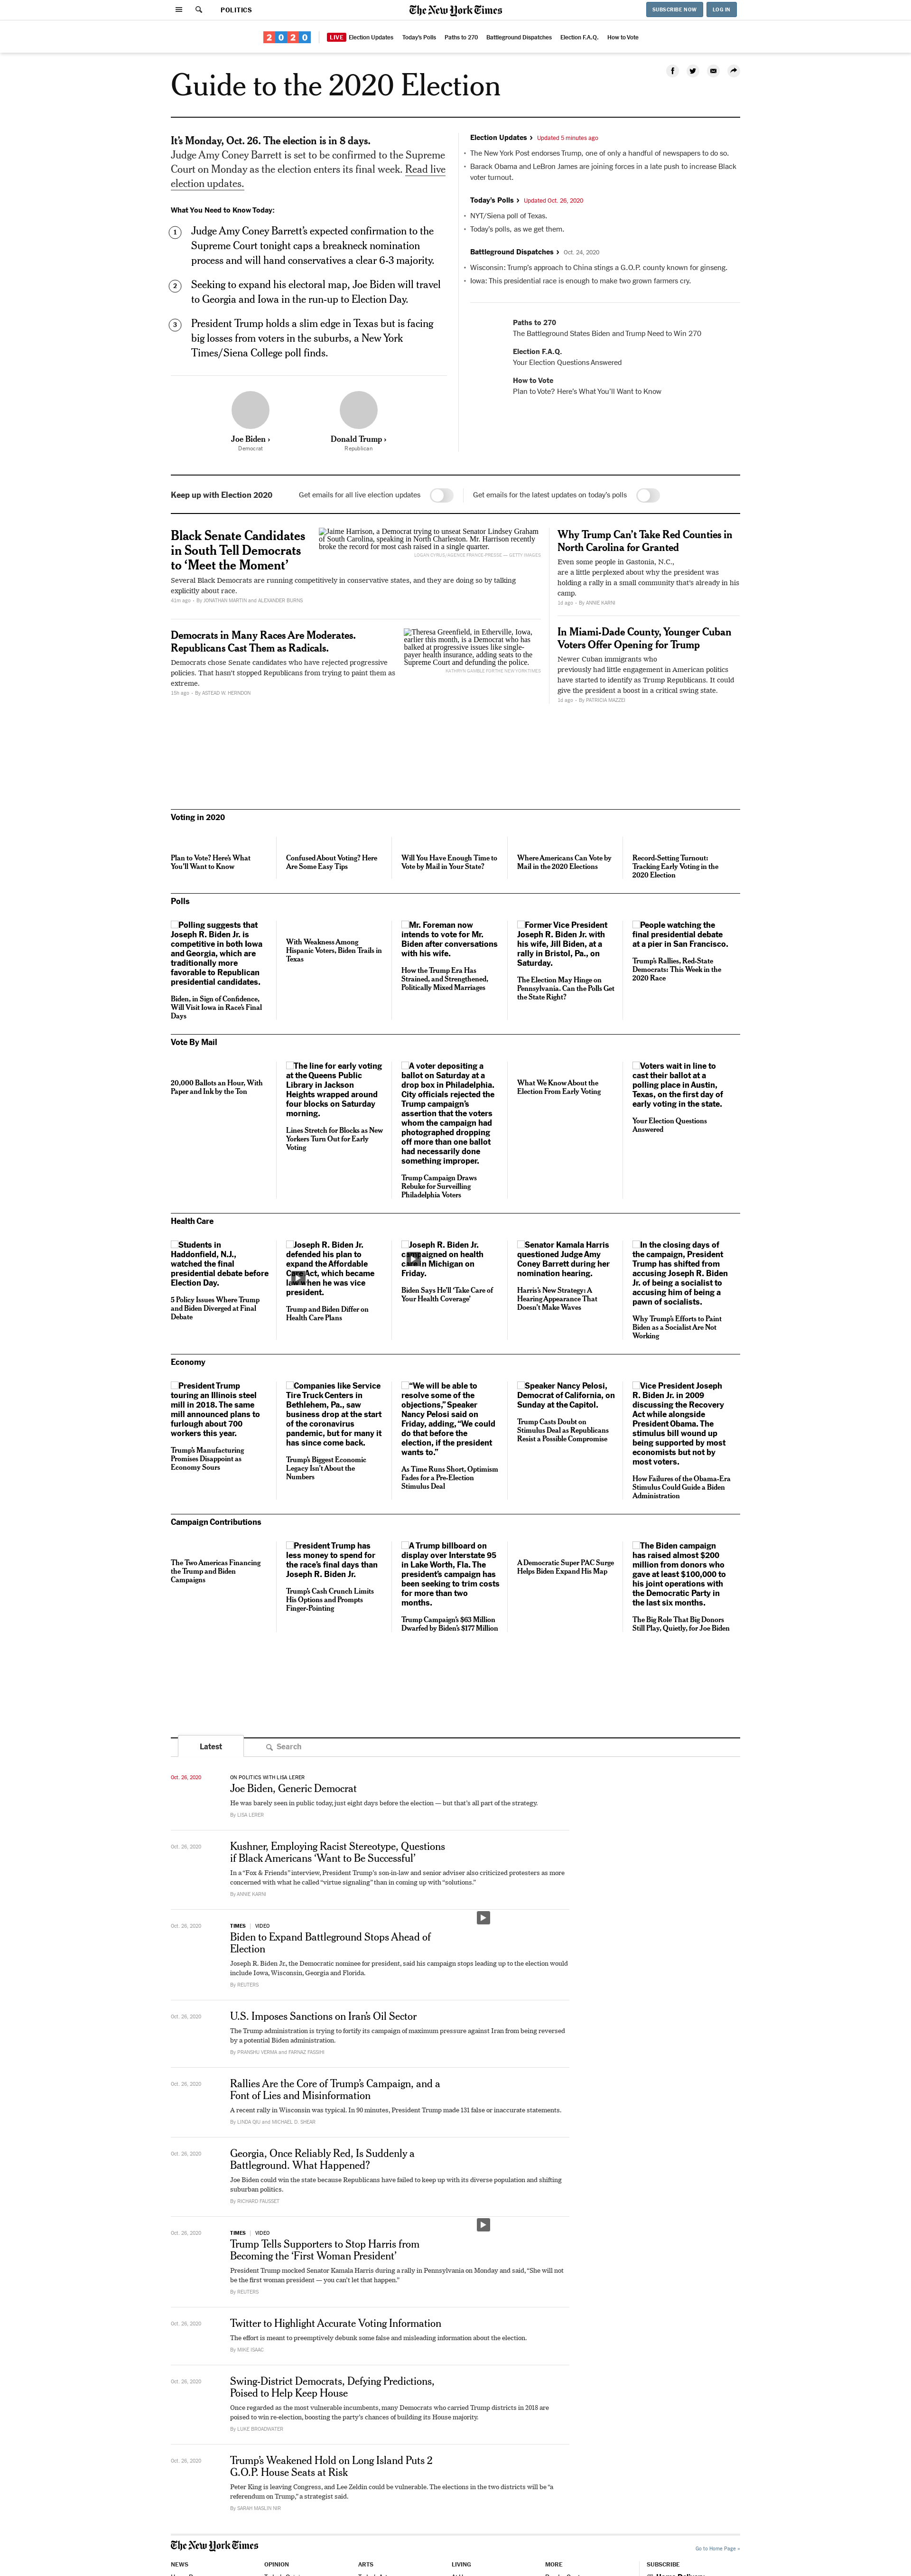 POLITICS
The New York Times
SUBSCRIBE NOW
LOG IN
2020
LIVE Election Updates
Today's Polls
Paths to 270
Battleground Dispatches
Election F.A.Q.
How to Vote
Guide to the 2020 Election
It's Monday, Oct. 26. The election is in 8 days.
Judge Amy Coney Barrett is set to be confirmed to the Supreme
Court on Monday as the election enters its final week. Read live
election updates.
What You Need to Know Today:
1
Judge Amy Coney Barrett's expected confirmation to the
Supreme Court tonight caps a breakneck nomination
process and will hand conservatives a clear 6-3 majority.
2
Seeking to expand his electoral map, Joe Biden will travel
to Georgia and Iowa in the run-up to Election Day.
3
President Trump holds a slim edge in Texas but is facing
big losses from voters in the suburbs, a New York
Times/Siena College poll finds.
Joe Biden ›
Democrat
Donald Trump ›
Republican
Election Updates › Updated 5 minutes ago
• The New York Post endorses Trump, one of only a handful of newspapers to do so.
• Barack Obama and LeBron James are joining forces in a late push to increase Black
voter turnout.
Today's Polls › Updated Oct. 26, 2020
• NYT/Siena poll of Texas.
• Today's polls, as we get them.
Battleground Dispatches › Oct. 24, 2020
• Wisconsin: Trump's approach to China stings a G.O.P. county known for ginseng.
• Iowa: This presidential race is enough to make two grown farmers cry.
Paths to 270
The Battleground States Biden and Trump Need to Win 270
Election F.A.Q.
Your Election Questions Answered
How to Vote
Plan to Vote? Here's What You'll Want to Know
Keep up with Election 2020
Get emails for all live election updates
Get emails for the latest updates on today's polls
Black Senate Candidates
in South Tell Democrats
to 'Meet the Moment'
Several Black Democrats are running competitively in conservative states, and they are doing so by talking
explicitly about race.
41m ago – By JONATHAN MARTIN and ALEXANDER BURNS
Jaime Harrison, a Democrat trying to unseat Senator Lindsey Graham
of South Carolina, speaking in North Charleston. Mr. Harrison recently
broke the record for most cash raised in a single quarter.
LOGAN CYRUS/AGENCE FRANCE-PRESSE — GETTY IMAGES
Democrats in Many Races Are Moderates.
Republicans Cast Them as Radicals.
Democrats chose Senate candidates who have rejected progressive
policies. That hasn't stopped Republicans from trying to paint them as
extreme.
15h ago – By ASTEAD W. HERNDON
Theresa Greenfield, in Etherville, Iowa,
earlier this month, is a Democrat who has
balked at progressive issues like single-
payer health insurance, adding seats to the
Supreme Court and defunding the police.
KATHRYN GAMBLE FOR THE NEW YORK TIMES
Why Trump Can't Take Red Counties in
North Carolina for Granted
Even some people in Gastonia, N.C.,
are a little perplexed about why the president was
holding a rally in a small community that's already in his
camp.
1d ago – By ANNIE KARNI
In Miami-Dade County, Younger Cuban
Voters Offer Opening for Trump
Newer Cuban immigrants who
previously had little engagement in American politics
have started to identify as Trump Republicans. It could
give the president a boost in a critical swing state.
1d ago – By PATRICIA MAZZEI
Voting in 2020
Plan to Vote? Here's What
You'll Want to Know
Confused About Voting? Here
Are Some Easy Tips
Will You Have Enough Time to
Vote by Mail in Your State?
Where Americans Can Vote by
Mail in the 2020 Elections
Record-Setting Turnout:
Tracking Early Voting in the
2020 Election
Polls
Polling suggests that
Joseph R. Biden Jr. is
competitive in both Iowa
and Georgia, which are
traditionally more
favorable to Republican
presidential candidates.
Biden, in Sign of Confidence,
Will Visit Iowa in Race's Final
Days
With Weakness Among
Hispanic Voters, Biden Trails in
Texas
Mr. Foreman now
intends to vote for Mr.
Biden after conversations
with his wife.
How the Trump Era Has
Strained, and Strengthened,
Politically Mixed Marriages
Former Vice President
Joseph R. Biden Jr. with
his wife, Jill Biden, at a
rally in Bristol, Pa., on
Saturday.
The Election May Hinge on
Pennsylvania. Can the Polls Get
the State Right?
People watching the
final presidential debate
at a pier in San Francisco.
Trump's Rallies, Red-State
Democrats: This Week in the
2020 Race
Vote By Mail
20,000 Ballots an Hour, With
Paper and Ink by the Ton
The line for early voting
at the Queens Public
Library in Jackson
Heights wrapped around
four blocks on Saturday
morning.
Lines Stretch for Blocks as New
Yorkers Turn Out for Early
Voting
A voter depositing a
ballot on Saturday at a
drop box in Philadelphia.
City officials rejected the
Trump campaign's
assertion that the voters
whom the campaign had
photographed dropping
off more than one ballot
had necessarily done
something improper.
Trump Campaign Draws
Rebuke for Surveilling
Philadelphia Voters
What We Know About the
Election From Early Voting
Voters wait in line to
cast their ballot at a
polling place in Austin,
Texas, on the first day of
early voting in the state.
Your Election Questions
Answered
Health Care
Students in
Haddonfield, N.J.,
watched the final
presidential debate before
Election Day.
5 Policy Issues Where Trump
and Biden Diverged at Final
Debate
Joseph R. Biden Jr.
defended his plan to
expand the Affordable
Act, which became
when he was vice
president.
Trump and Biden Differ on
Health Care Plans
Joseph R. Biden Jr.
campaigned on health
in Michigan on
Friday.
Biden Says He'll 'Take Care of
Your Health Coverage'
Senator Kamala Harris
questioned Judge Amy
Coney Barrett during her
nomination hearing.
Harris's New Strategy: A
Hearing Appearance That
Doesn't Make Waves
In the closing days of
the campaign, President
Trump has shifted from
accusing Joseph R. Biden
Jr. of being a socialist to
accusing him of being a
pawn of socialists.
Why Trump's Efforts to Paint
Biden as a Socialist Are Not
Working
Economy
President Trump
touring an Illinois steel
mill in 2018. The same
mill announced plans to
furlough about 700
workers this year.
Trump's Manufacturing
Promises Disappoint as
Economy Sours
Companies like Service
Tire Truck Centers in
Bethlehem, Pa., saw
business drop at the start
of the coronavirus
pandemic, but for many it
has since come back.
Trump's Biggest Economic
Legacy Isn't About the
Numbers
"We will be able to
resolve some of the
objections," Speaker
Nancy Pelosi said on
Friday, adding, "We could
do that before the
election, if the president
wants to."
As Time Runs Short, Optimism
Fades for a Pre-Election
Stimulus Deal
Speaker Nancy Pelosi,
Democrat of California, on
Sunday at the Capitol.
Trump Casts Doubt on
Stimulus Deal as Republicans
Resist a Possible Compromise
Vice President Joseph
R. Biden Jr. in 2009
discussing the Recovery
Act while alongside
President Obama. The
stimulus bill wound up
being supported by most
economists but not by
most voters.
How Failures of the Obama-Era
Stimulus Could Guide a Biden
Administration
Campaign Contributions
The Two Americas Financing
the Trump and Biden
Campaigns
President Trump has
less money to spend for
the race's final days than
Joseph R. Biden Jr.
Trump's Cash Crunch Limits
His Options and Prompts
Finger-Pointing
A Trump billboard on
display over Interstate 95
in Lake Worth, Fla. The
president's campaign has
been seeking to trim costs
for more than two
months.
Trump Campaign's $63 Million
Dwarfed by Biden's $177 Million
A Democratic Super PAC Surge
Helps Biden Expand His Map
The Biden campaign
has raised almost $200
million from donors who
gave at least $100,000 to
his joint operations with
the Democratic Party in
the last six months.
The Big Role That Big Donors
Still Play, Quietly, for Joe Biden
Latest
Search
Oct. 26, 2020
ON POLITICS WITH LISA LERER
Joe Biden, Generic Democrat
He was barely seen in public today, just eight days before the election — but that's all part of the strategy.
By LISA LERER
Oct. 26, 2020
Kushner, Employing Racist Stereotype, Questions
if Black Americans 'Want to Be Successful'
In a "Fox & Friends" interview, President Trump's son-in-law and senior adviser also criticized protesters as more
concerned with what he called "virtue signaling" than in coming up with "solutions."
By ANNIE KARNI
Oct. 26, 2020
TIMES | VIDEO
Biden to Expand Battleground Stops Ahead of
Election
Joseph R. Biden Jr., the Democratic nominee for president, said his campaign stops leading up to the election would
include Iowa, Wisconsin, Georgia and Florida.
By REUTERS
Oct. 26, 2020
U.S. Imposes Sanctions on Iran's Oil Sector
The Trump administration is trying to fortify its campaign of maximum pressure against Iran from being reversed
by a potential Biden administration.
By PRANSHU VERMA and FARNAZ FASSIHI
Oct. 26, 2020
Rallies Are the Core of Trump's Campaign, and a
Font of Lies and Misinformation
A recent rally in Wisconsin was typical. In 90 minutes, President Trump made 131 false or inaccurate statements.
By LINDA QIU and MICHAEL D. SHEAR
Oct. 26, 2020
Georgia, Once Reliably Red, Is Suddenly a
Battleground. What Happened?
Joe Biden could win the state because Republicans have failed to keep up with its diverse population and shifting
suburban politics.
By RICHARD FAUSSET
Oct. 26, 2020
TIMES | VIDEO
Trump Tells Supporters to Stop Harris from
Becoming the 'First Woman President'
President Trump mocked Senator Kamala Harris during a rally in Pennsylvania on Monday and said, "She will not
be the first woman president — you can't let that happen."
By REUTERS
Oct. 26, 2020
Twitter to Highlight Accurate Voting Information
The effort is meant to preemptively debunk some false and misleading information about the election.
By MIKE ISAAC
Oct. 26, 2020
Swing-District Democrats, Defying Predictions,
Poised to Help Keep House
Once regarded as the most vulnerable incumbents, many Democrats who carried Trump districts in 2018 are
poised to win re-election, boosting the party's chances of building its House majority.
By LUKE BROADWATER
Oct. 26, 2020
Trump's Weakened Hold on Long Island Puts 2
G.O.P. House Seats at Risk
Peter King is leaving Congress, and Lee Zeldin could be vulnerable. The elections in the two districts will be "a
referendum on Trump," a strategist said.
By SARAH MASLIN NIR
The New York Times
Go to Home Page »
NEWS
OPINION
ARTS
LIVING
MORE
SUBSCRIBE